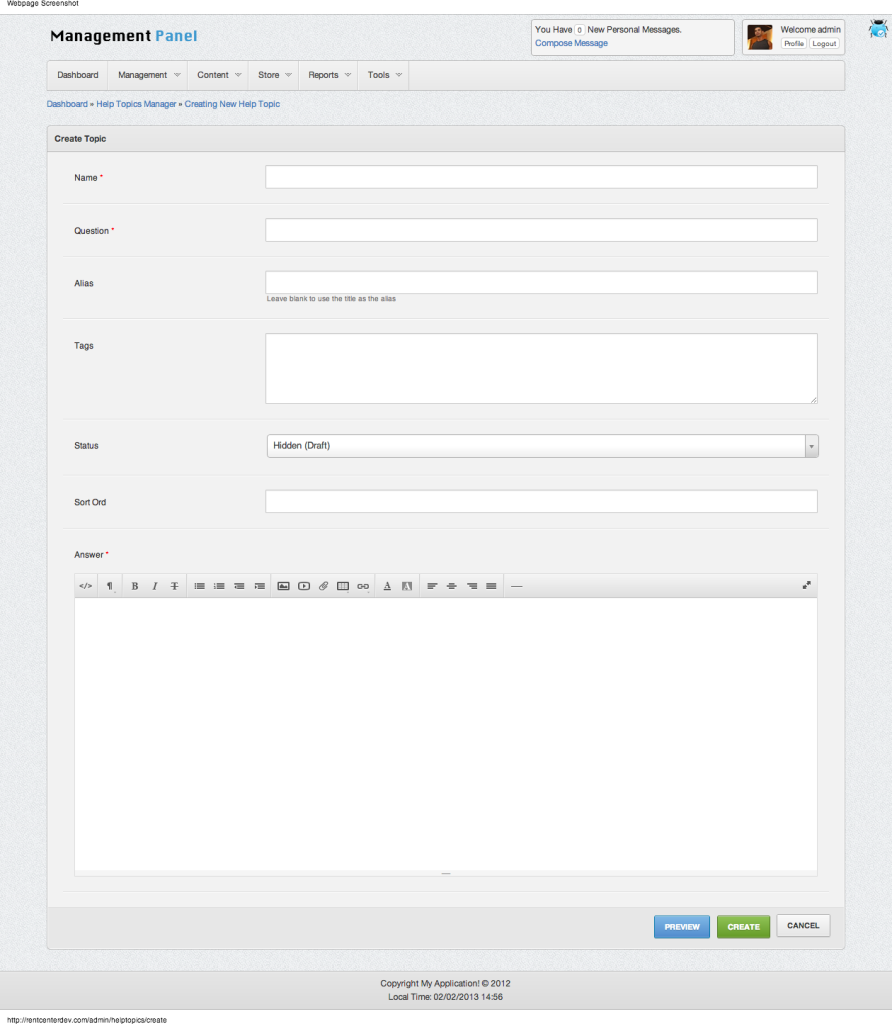 Webpage Screenshot
Management Panel
You Have 0 New Personal Messages.
Compose Message
Welcome admin
Profile Logout
Dashboard Management Content Store Reports Tools
Dashboard » Help Topics Manager » Creating New Help Topic
Create Topic
Name *
Question *
Alias
Leave blank to use the title as the alias
Tags
Status
Hidden (Draft)
Sort Ord
Answer *
</> ¶ B I T A A
PREVIEW CREATE CANCEL
Copyright My Application! © 2012
Local Time: 02/02/2013 14:56
http://rentcenterdev.com/admin/helptopics/create